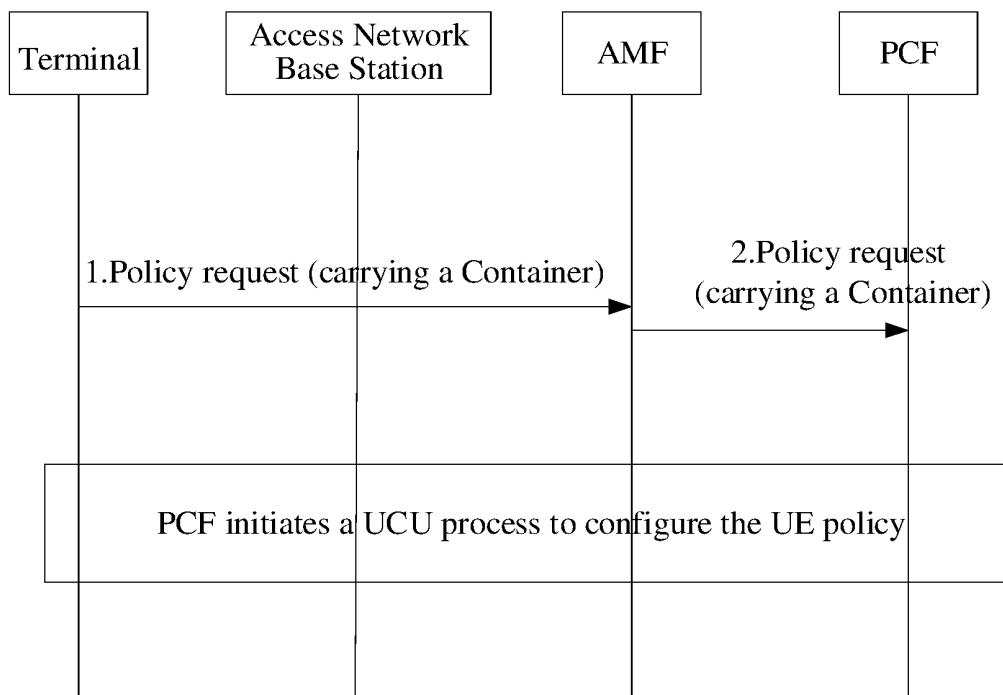 Terminal
Access Network
Base Station
AMF
PCF
1.Policy request (carrying a Container)
2.Policy request
(carrying a Container)
PCF initiates a UCU process to configure the UE policy